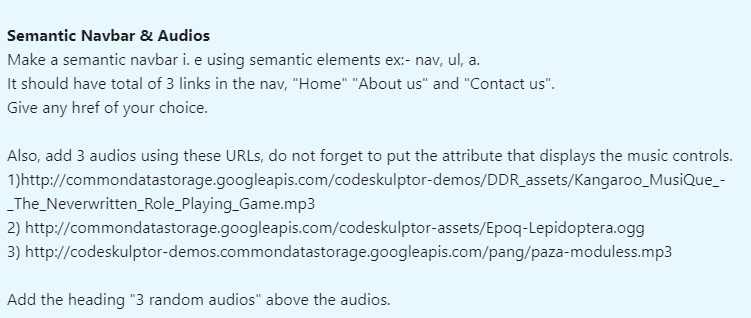 Semantic Navbar & Audios
Make a semantic navbar i. e using semantic elements ex:- nav, ul, a.
It should have total of 3 links in the nav, "Home" "About us" and "Contact us".
Give any href of your choice.
Also, add 3 audios using these URLs, do not forget to put the attribute that displays the music controls.
1)http://commondatastorage.googleapis.com/codeskulptor-demos/DDR_assets/Kangaroo_MusiQue_-
_The_Neverwritten_Role_Playing_Game.mp3
2) http://commondatastorage.googleapis.com/codeskulptor-assets/Epoq-Lepidoptera.ogg
3) http://codeskulptor-demos.commondatastorage.googleapis.com/pang/paza-moduless.mp3
Add the heading "3 random audios" above the audios.